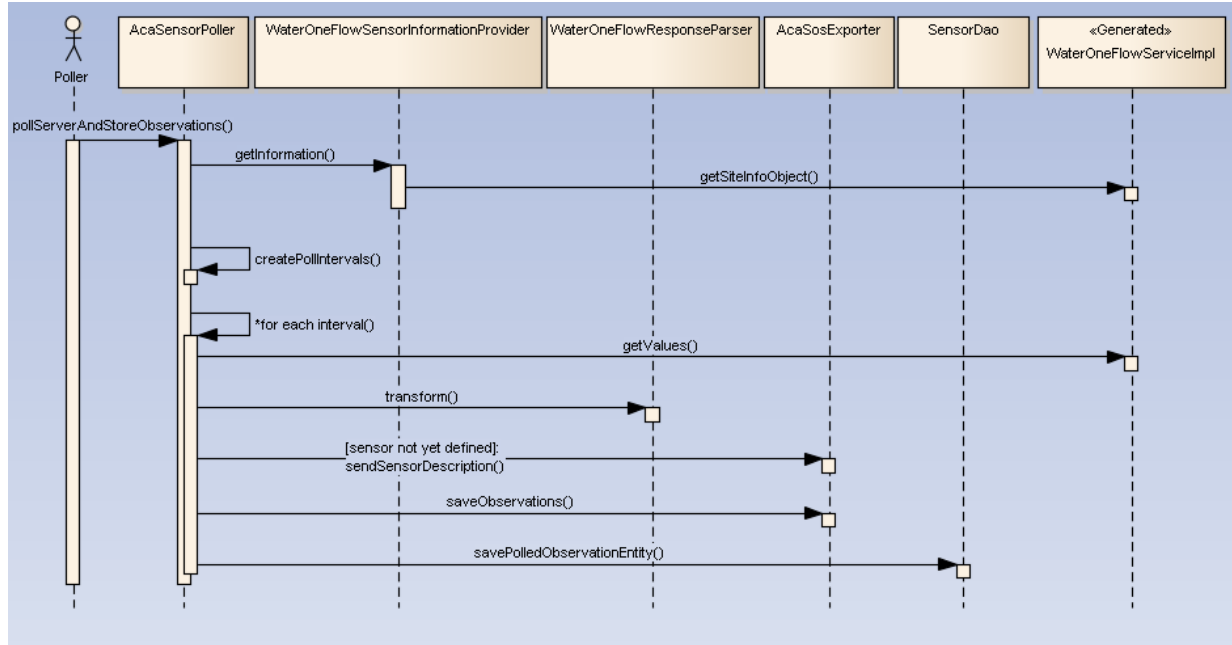 AcaSensorPoller
WaterOneFlowSensorInformationProvider
WaterOneFlowResponseParser
AcaSosExporter
SensorDao
«Generated»
WaterOneFlowServiceImpl
Poller
pollServerAndStoreObservations()
getInformation()
getSiteInfoObject()
createPollIntervals()
*for each interval()
getValues()
transform()
[sensor not yet defined]:
sendSensorDescription()
saveObservations()
savePolledObservationEntity()